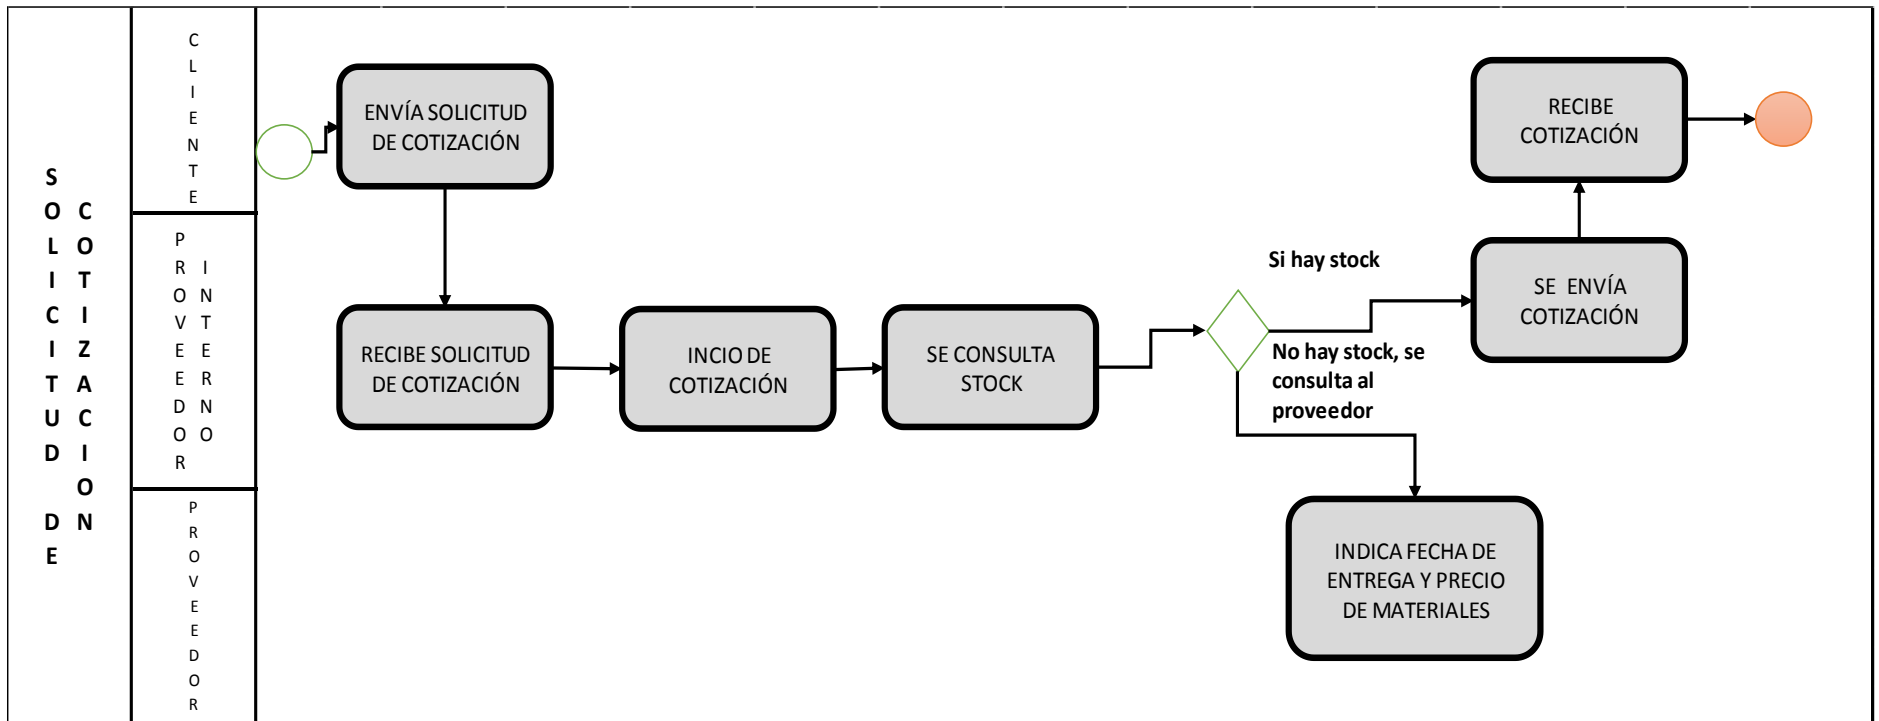 SOLICITUD DE
COTIZACION
CLIENTE
PROVEEDOR
INTERNO
PROVEEDOR
ENVÍA SOLICITUD
DE COTIZACIÓN
RECIBE SOLICITUD
DE COTIZACIÓN
INCIO DE
COTIZACIÓN
SE CONSULTA
STOCK
Si hay stock
No hay stock, se
consulta al
proveedor
SE ENVÍA
COTIZACIÓN
RECIBE
COTIZACIÓN
INDICA FECHA DE
ENTREGA Y PRECIO
DE MATERIALES